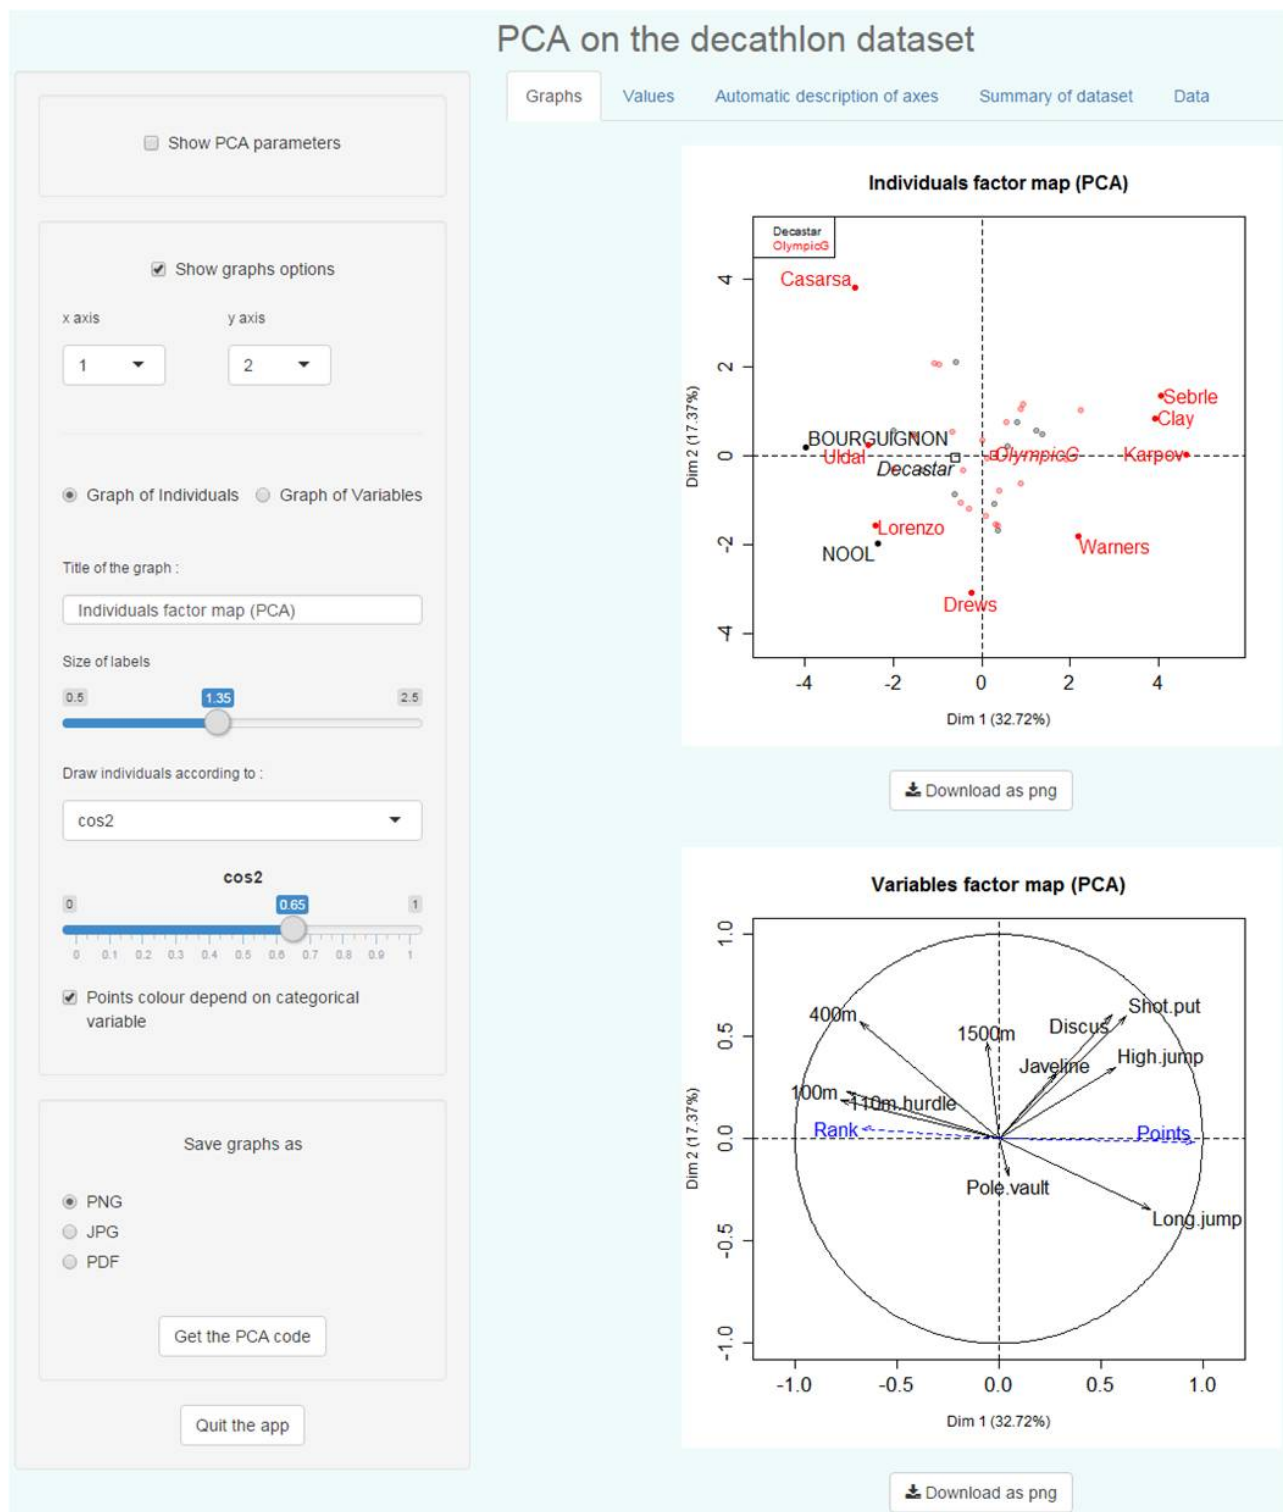 PCA on the decathlon dataset
Graphs Values Automatic description of axes Summary of dataset Data
Show PCA parameters
Show graphs options
x axis y axis
1 2
Graph of Individuals Graph of Variables
Title of the graph :
Individuals factor map (PCA)
Size of labels
0.5 1.35 2.5
Draw individuals according to :
cos2
cos2
0 0.65 1
0 0.1 0.2 0.3 0.4 0.5 0.6 0.7 0.8 0.9 1
Points colour depend on categorical
variable
Save graphs as
PNG
JPG
PDF
Get the PCA code
Quit the app
Individuals factor map (PCA)
Decastar
OlympicG
Casarsa
Sebrle
Clay
BOURGUIGNON
Uldal
OlympicG
Karpov
Decastar
Lorenzo
NOOL
Warners
Drews
4
2
0
-2
-4
Dim 2 (17.37%)
-4 -2 0 2 4
Dim 1 (32.72%)
Download as png
Variables factor map (PCA)
400m
1500m
Discus
Shot.put
Javeline
High.jump
100m
110m.hurdle
Rank
Points
Pole.vault
Long.jump
1.0
0.5
0.0
-0.5
-1.0
Dim 2 (17.37%)
-1.0 -0.5 0.0 0.5 1.0
Dim 1 (32.72%)
Download as png